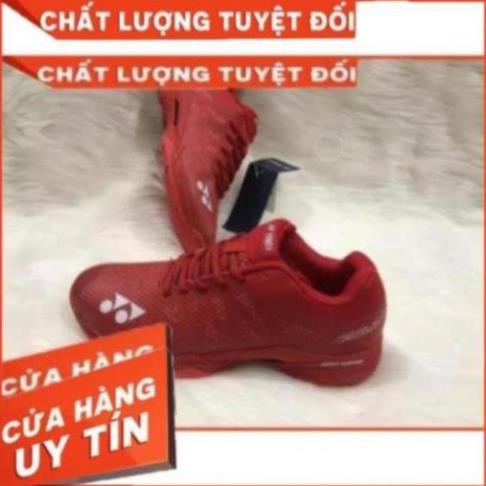 CHẤT LƯỢNG TUYỆT ĐỐI
CHẤT LƯỢNG TUYỆT ĐỐI
CỬA HÀNG
CỬA HÀNG
UY TÍN